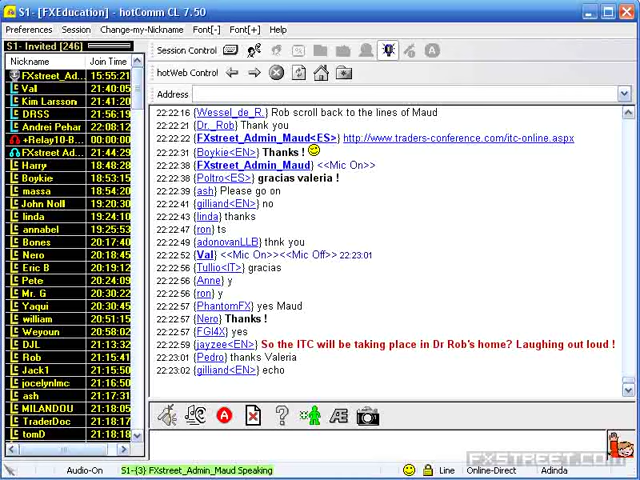 S1- [FXEducation] - hotComm CL 7.50
Preferences Session Change-my-Nickname Font[-] Font[+] Help
S1- Invited [246]
Session Control
Nickname Join Time
hotWeb Control
Address
FXstreet_Ad... 15:55:21
Val 21:40:05
Kim Larsson 21:41:20
DRSS 21:56:19
Andrei Pehar 22:08:12
+Relay10-B... 00:00:00
FXstreet Ad... 21:44:29
Harry 18:48:28
Boykie 18:53:15
massa 18:54:20
John Noll 19:20:30
linda 19:24:10
annabel 19:25:53
Bones 20:17:40
Nero 20:18:45
Eric B 20:19:12
Pete 20:24:09
Mr. G 20:30:22
Yaqui 20:30:45
william 20:51:15
Weyoun 20:58:02
DJL 21:13:32
Rob 21:15:41
Jack1 21:15:50
jocelynlmc 21:16:50
ash 21:17:31
MILANDOU 21:18:05
TraderDoc 21:18:08
tomD 21:18:18
22:22:16 {Wessel_de_R.} Rob scroll back to the lines of Maud
22:22:21 {Dr._Rob} Thank you
22:22:22 {FXstreet_Admin_Maud<ES>} http://www.traders-conference.com/itc-online.aspx
22:22:31 {Boykie<EN>} Thanks !
22:22:38 {FXstreet_Admin_Maud} <<Mic On>>
22:22:38 {Poltro<ES>} gracias valeria !
22:22:39 {ash} Please go on
22:22:41 {gilliand<EN>} no
22:22:43 {linda} thanks
22:22:47 {ron} ts
22:22:49 {adonovanLLB} thnk you
22:22:52 {Val} <<Mic On>><<Mic Off>> 22:23:01
22:22:56 {Tullio<IT>} gracias
22:22:56 {Anne} y
22:22:56 {ron} y
22:22:57 {PhantomFX} yes Maud
22:22:57 {Nero} Thanks !
22:22:57 {FGI4X} yes
22:22:59 {jayzee<EN>} So the ITC will be taking place in Dr Rob's home? Laughing out loud !
22:23:01 {Pedro} thanks Valeria
22:23:02 {gilliand<EN>} echo
FXSTREET.COM
Audio-On S1-{3} FXstreet_Admin_Maud Speaking Line Online-Direct Adinda